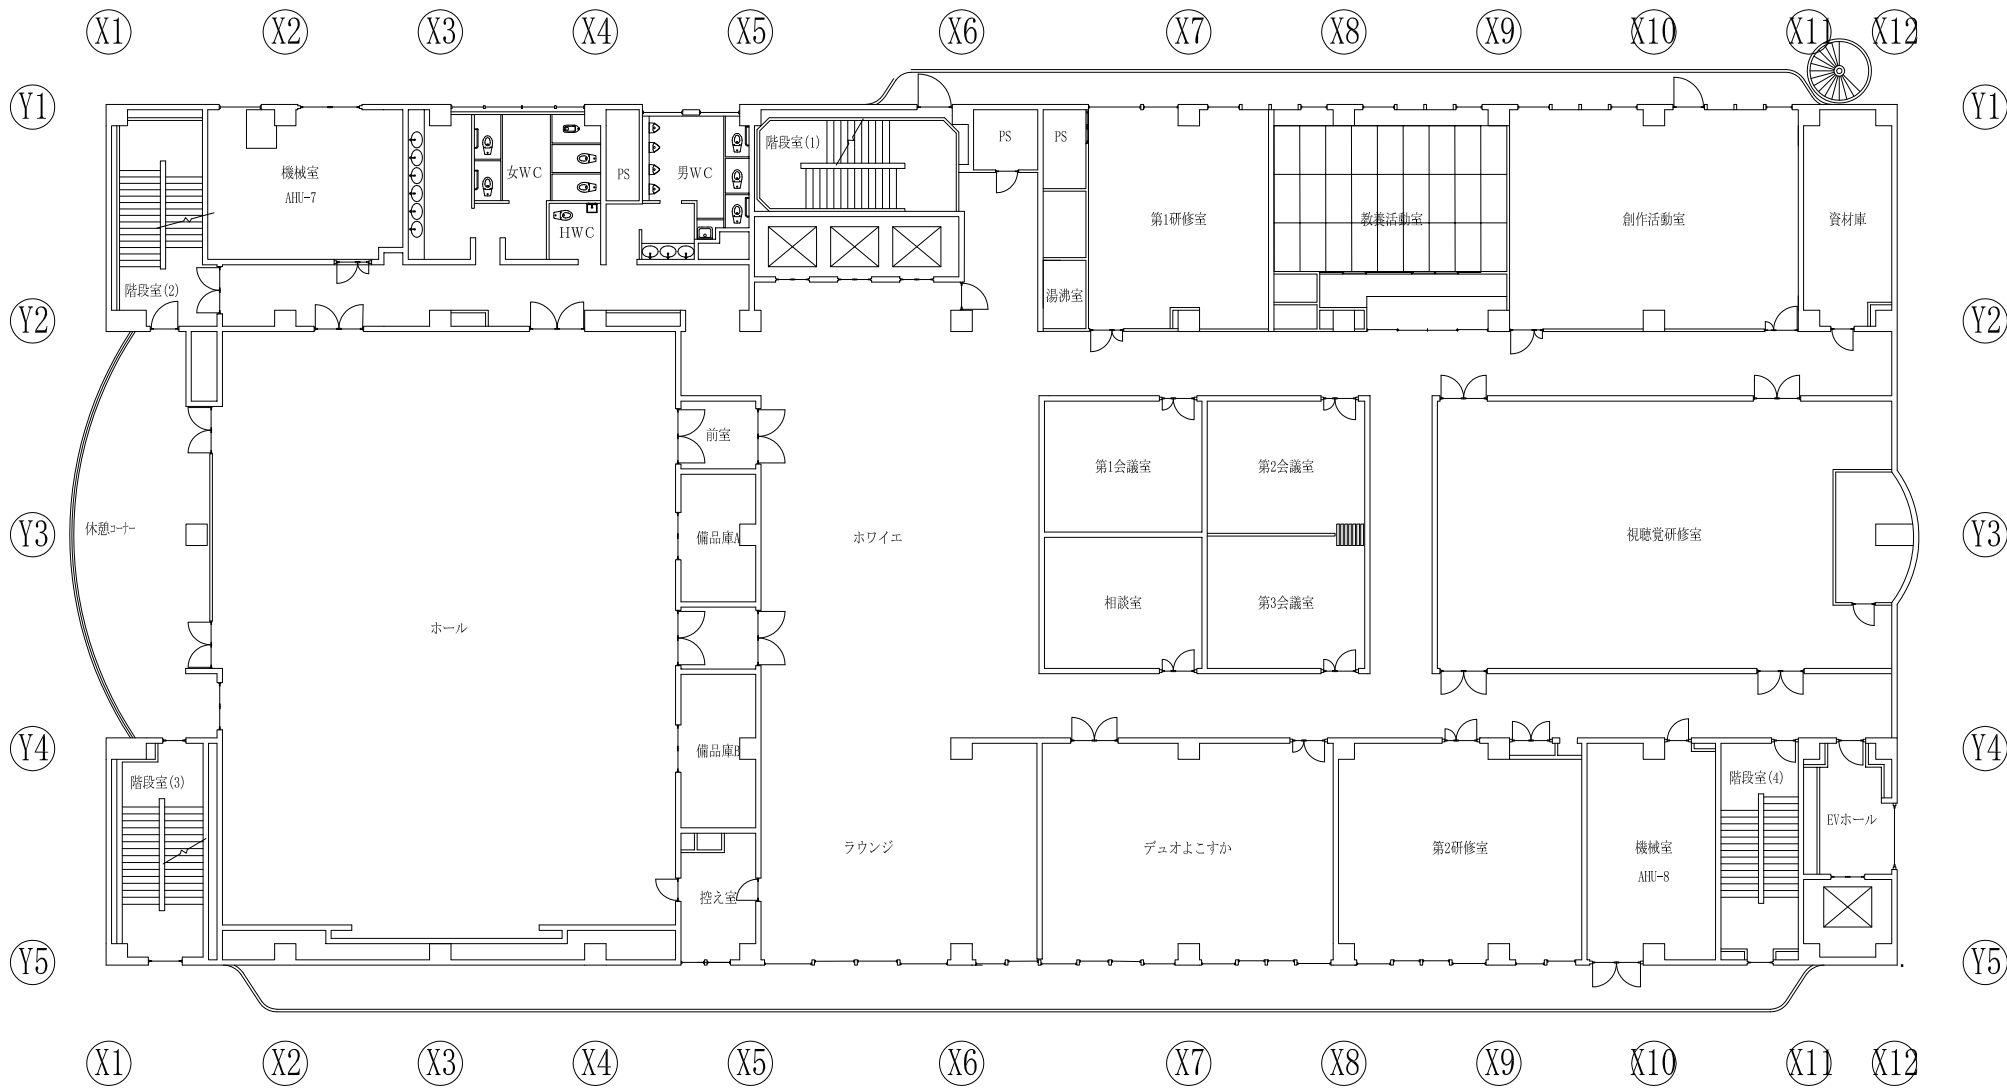 X1 X2 X3 X4 X5 X6 X7 X8 X9 X10 X11 X12
Y1
Y1
階段室(1)
PS
PS
機械室
AHU-7
女WC
PS
男WC
HWC
第1研修室
教養活動室
創作活動室
資材庫
階段室(2)
湯沸室
Y2
Y2
前室
第1会議室
第2会議室
休憩コーナー
備品庫A
ホワイエ
視聴覚研修室
Y3
Y3
ホール
相談室
第3会議室
Y4
Y4
備品庫B
階段室(3)
階段室(4)
EVホール
ラウンジ
デュオよこすか
第2研修室
機械室
AHU-8
控え室
Y5
Y5
X1 X2 X3 X4 X5 X6 X7 X8 X9 X10 X11 X12